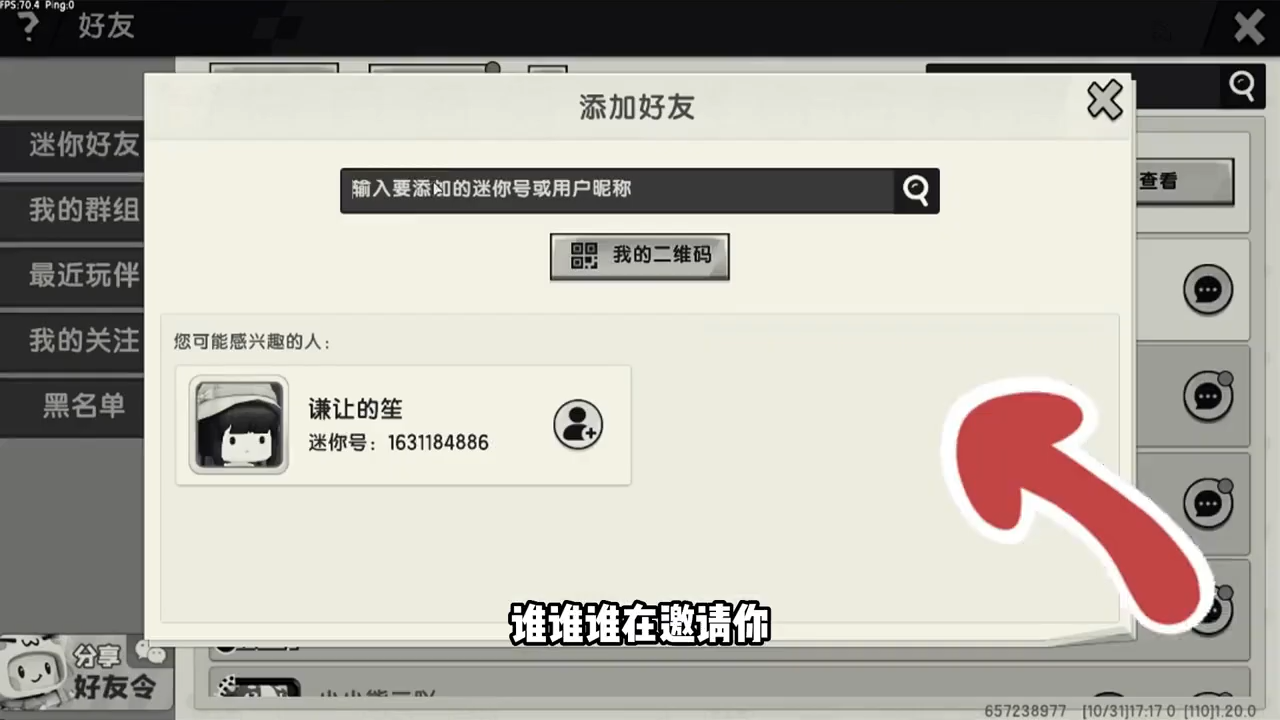 FPS:70.4 Ping:0
? 好友
添加好友
输入要添加的迷你号或用户昵称
我的二维码
迷你好友
我的群组
最近玩伴
我的关注
黑名单
查看
您可能感兴趣的人：
谦让的笙
迷你号：1631184886
谁谁谁在邀请你
分享
好友令
657238977 [10/31]17:17 0 [110]1.20.0